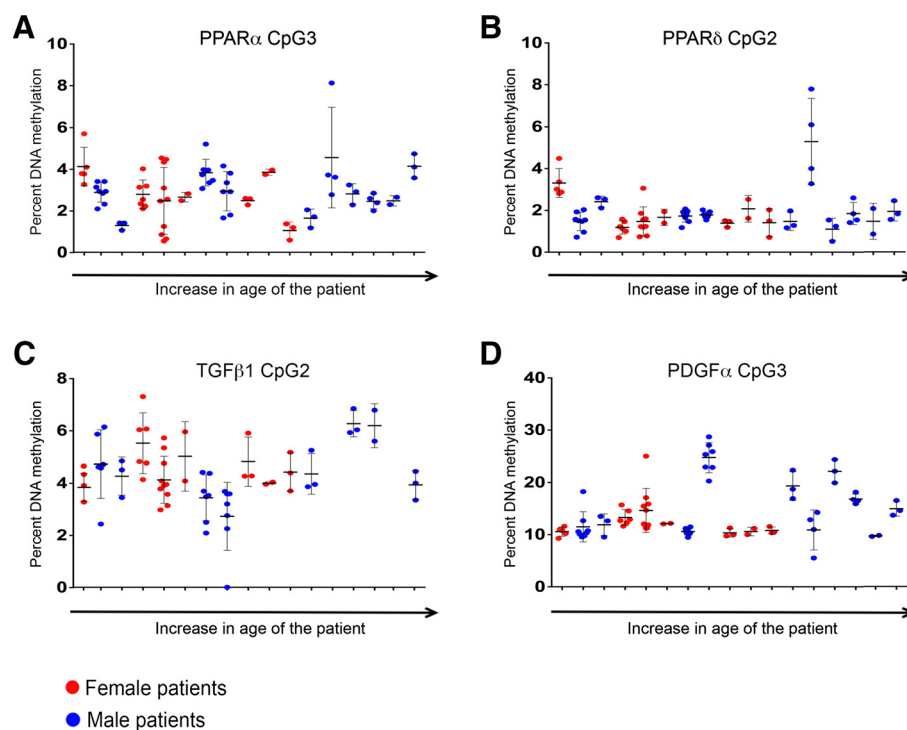 A
PPARα CpG3
Percent DNA methylation
10
8
6
4
2
0
Increase in age of the patient
B
PPARδ CpG2
Percent DNA methylation
10
8
6
4
2
0
Increase in age of the patient
C
TGFβ1 CpG2
Percent DNA methylation
8
6
4
2
0
Increase in age of the patient
D
PDGFα CpG3
Percent DNA methylation
40
30
20
10
0
Increase in age of the patient
Female patients
Male patients